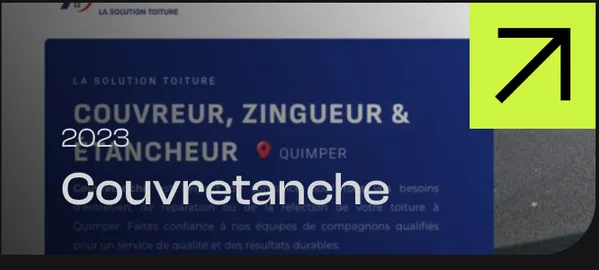 LA SOLUTION TOITURE
LA SOLUTION TOITURE
COUVREUR, ZINGUEUR &
2023
ÉTANCHEUR QUIMPER
Couvretanche
besoins
d'entretien de réparation ou de la réfection de votre toiture à
Quimper. Faites confiance à nos équipes de compagnons qualifiés
pour un service de qualité et des résultats durables.